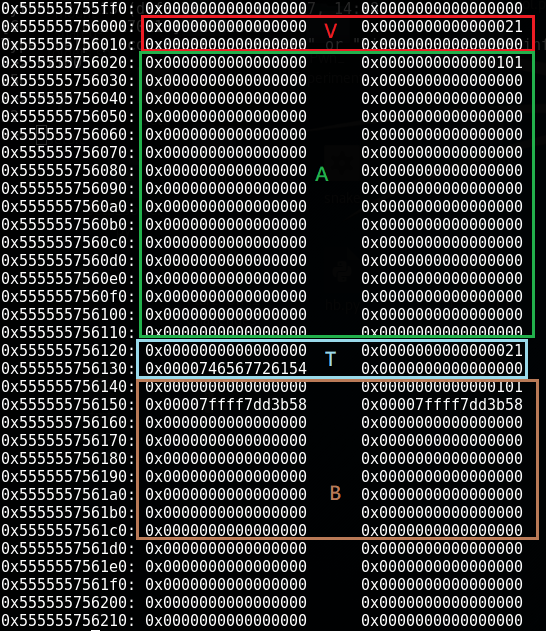 0x555555755ff0: 0x0000000000000000 0x0000000000000000
0x555555756000: 0x0000000000000000 V 0x0000000000000021
0x555555756010: 0x0000000000000000 0x0000000000000000
0x555555756020: 0x0000000000000000 0x0000000000000101
0x555555756030: 0x0000000000000000 0x0000000000000000
0x555555756040: 0x0000000000000000 0x0000000000000000
0x555555756050: 0x0000000000000000 0x0000000000000000
0x555555756060: 0x0000000000000000 0x0000000000000000
0x555555756070: 0x0000000000000000 0x0000000000000000
0x555555756080: 0x0000000000000000 A 0x0000000000000000
0x555555756090: 0x0000000000000000 0x0000000000000000
0x5555557560a0: 0x0000000000000000 0x0000000000000000
0x5555557560b0: 0x0000000000000000 0x0000000000000000
0x5555557560c0: 0x0000000000000000 0x0000000000000000
0x5555557560d0: 0x0000000000000000 0x0000000000000000
0x5555557560e0: 0x0000000000000000 0x0000000000000000
0x5555557560f0: 0x0000000000000000 0x0000000000000000
0x555555756100: 0x0000000000000000 0x0000000000000000
0x555555756110: 0x0000000000000000 0x0000000000000000
0x555555756120: 0x0000000000000000 T 0x0000000000000021
0x555555756130: 0x0000746567726154 0x0000000000000000
0x555555756140: 0x0000000000000000 0x0000000000000101
0x555555756150: 0x00007ffff7dd3b58 0x00007ffff7dd3b58
0x555555756160: 0x0000000000000000 0x0000000000000000
0x555555756170: 0x0000000000000000 0x0000000000000000
0x555555756180: 0x0000000000000000 0x0000000000000000
0x555555756190: 0x0000000000000000 0x0000000000000000
0x5555557561a0: 0x0000000000000000 B 0x0000000000000000
0x5555557561b0: 0x0000000000000000 0x0000000000000000
0x5555557561c0: 0x0000000000000000 0x0000000000000000
0x5555557561d0: 0x0000000000000000 0x0000000000000000
0x5555557561e0: 0x0000000000000000 0x0000000000000000
0x5555557561f0: 0x0000000000000000 0x0000000000000000
0x555555756200: 0x0000000000000000 0x0000000000000000
0x555555756210: 0x0000000000000000 0x0000000000000000